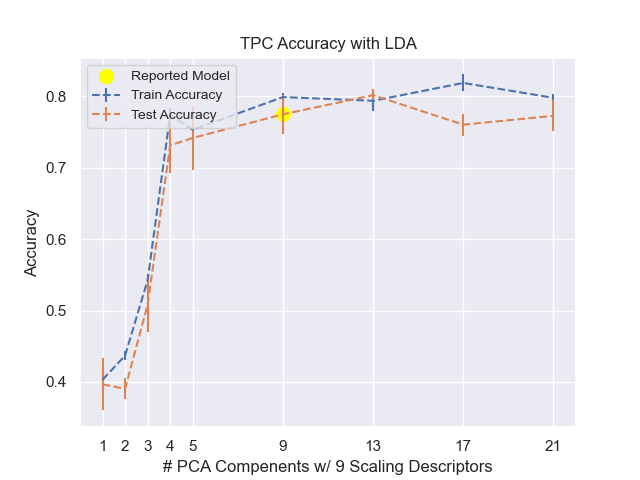 TPC Accuracy with LDA
Reported Model
Train Accuracy
Test Accuracy
Accuracy
0.8
0.7
0.6
0.5
0.4
1 2 3 4 5 9 13 17 21
# PCA Compenents w/ 9 Scaling Descriptors